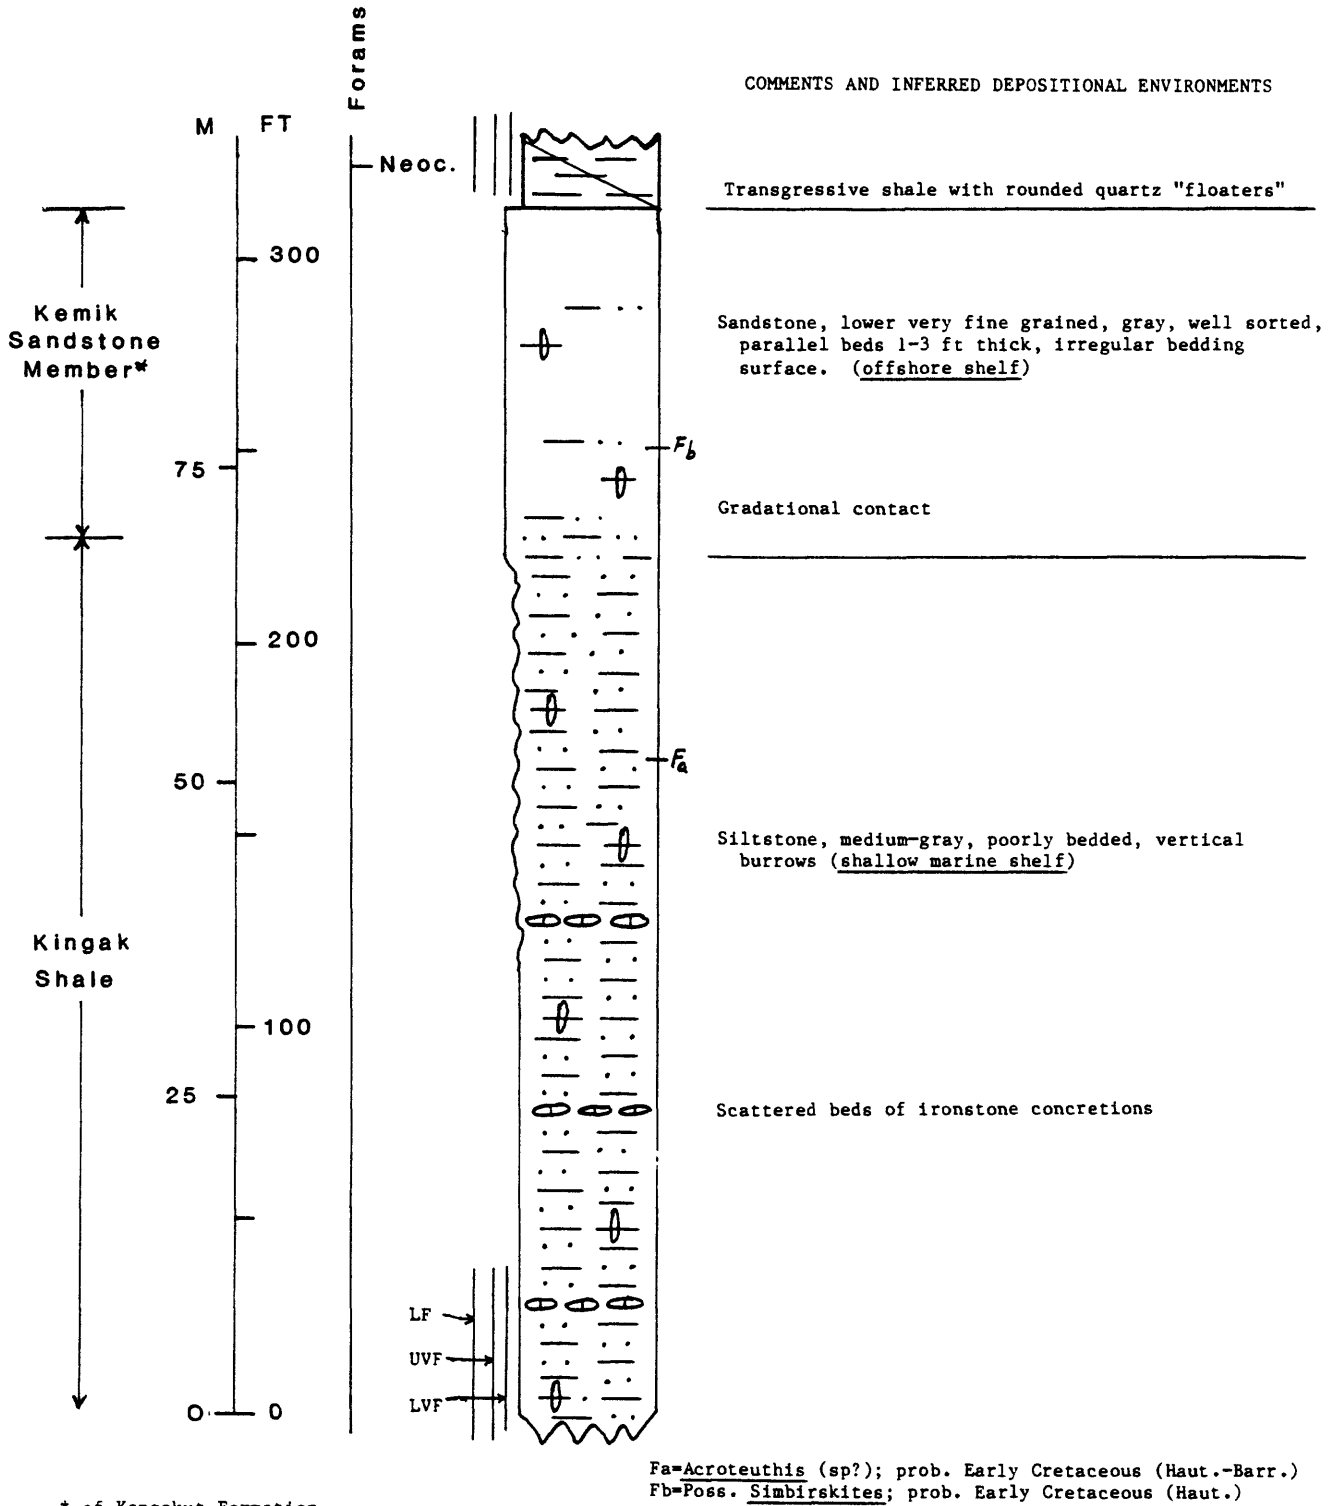 Forams
COMMENTS AND INFERRED DEPOSITIONAL ENVIRONMENTS
M FT
Neoc.
Transgressive shale with rounded quartz "floaters"
300
Kemik
Sandstone
Member*
Sandstone, lower very fine grained, gray, well sorted,
parallel beds 1-3 ft thick, irregular bedding
surface. (offshore shelf)
Fb
75
Gradational contact
200
Fa
50
Siltstone, medium-gray, poorly bedded, vertical
burrows (shallow marine shelf)
Kingak
Shale
100
25
Scattered beds of ironstone concretions
LF
UVF
LVF
0 0
Fa=Acroteuthis (sp?); prob. Early Cretaceous (Haut.-Barr.)
Fb=Poss. Simbirskites; prob. Early Cretaceous (Haut.)